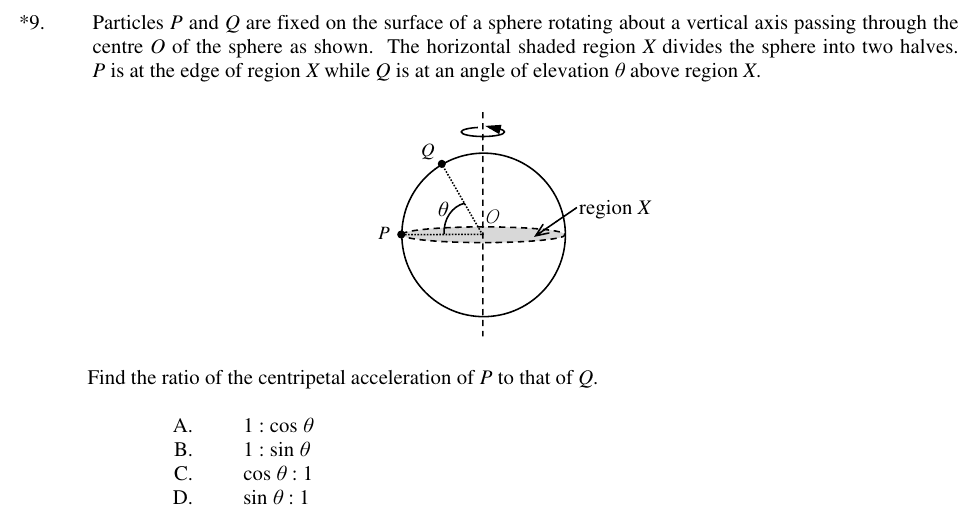 *9. Particles P and Q are fixed on the surface of a sphere rotating about a vertical axis passing through the
centre O of the sphere as shown. The horizontal shaded region X divides the sphere into two halves.
P is at the edge of region X while Q is at an angle of elevation θ above region X.
Q
θ
O
region X
P
Find the ratio of the centripetal acceleration of P to that of Q.
A. 1 : cos θ
B. 1 : sin θ
C. cos θ : 1
D. sin θ : 1